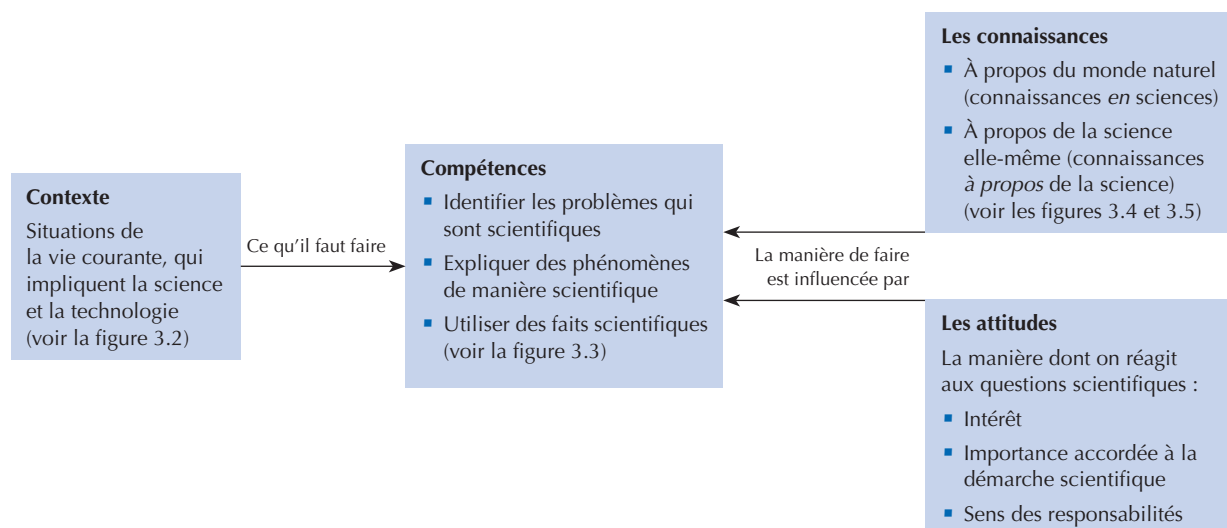 Contexte
Situations de
la vie courante, qui
impliquent la science
et la technologie
(voir la figure 3.2)
Ce qu'il faut faire
Compétences
▪ Identifier les problèmes qui
sont scientifiques
▪ Expliquer des phénomènes
de manière scientifique
▪ Utiliser des faits scientifiques
(voir la figure 3.3)
La manière de faire
est influencée par
Les connaissances
▪ À propos du monde naturel
(connaissances en sciences)
▪ À propos de la science
elle-même (connaissances
à propos de la science)
(voir les figures 3.4 et 3.5)
Les attitudes
La manière dont on réagit
aux questions scientifiques :
▪ Intérêt
▪ Importance accordée à la
démarche scientifique
▪ Sens des responsabilités